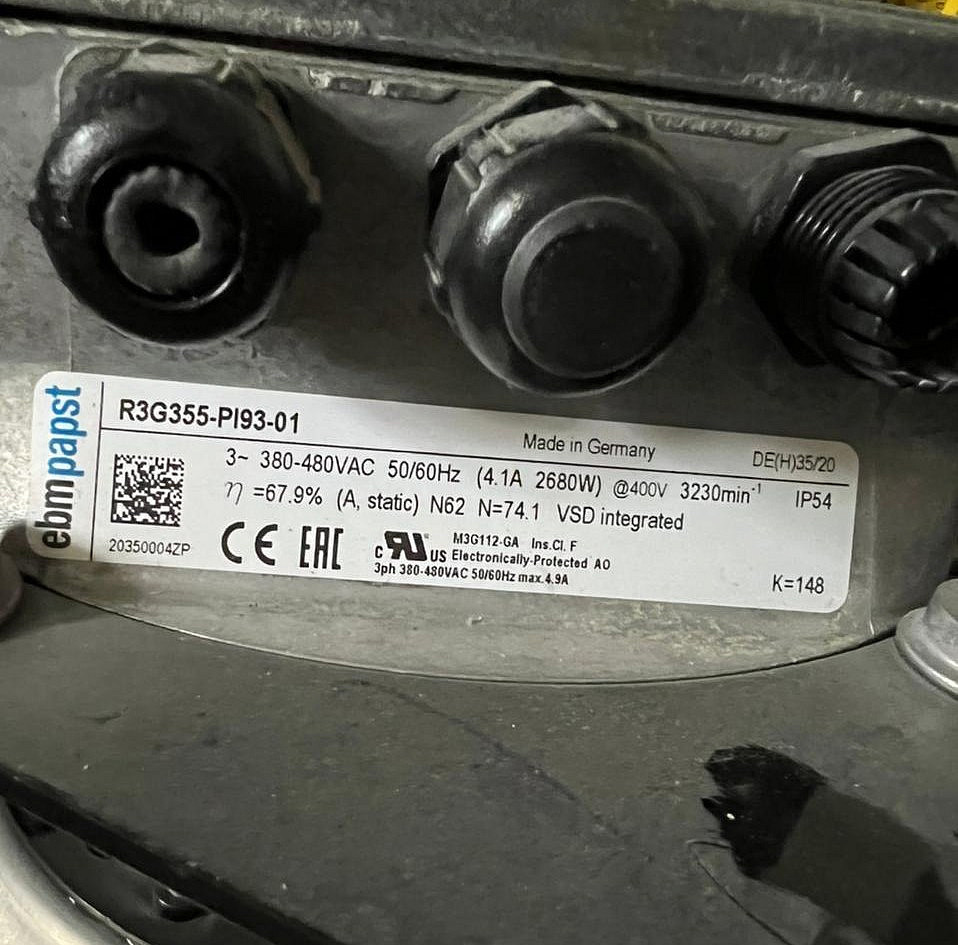 ebmpapst
R3G355-PI93-01
Made in Germany
DE(H)35/20
3~ 380-480VAC 50/60Hz (4.1A 2680W) @400V 3230min-1 IP54
η =67.9% (A, static) N62 N=74.1 VSD integrated
20350004ZP
CE EAC
c RU US
M3G112-GA Ins.Cl. F
Electronically-Protected AO
3ph 380-480VAC 50/60Hz max.4.9A
K=148